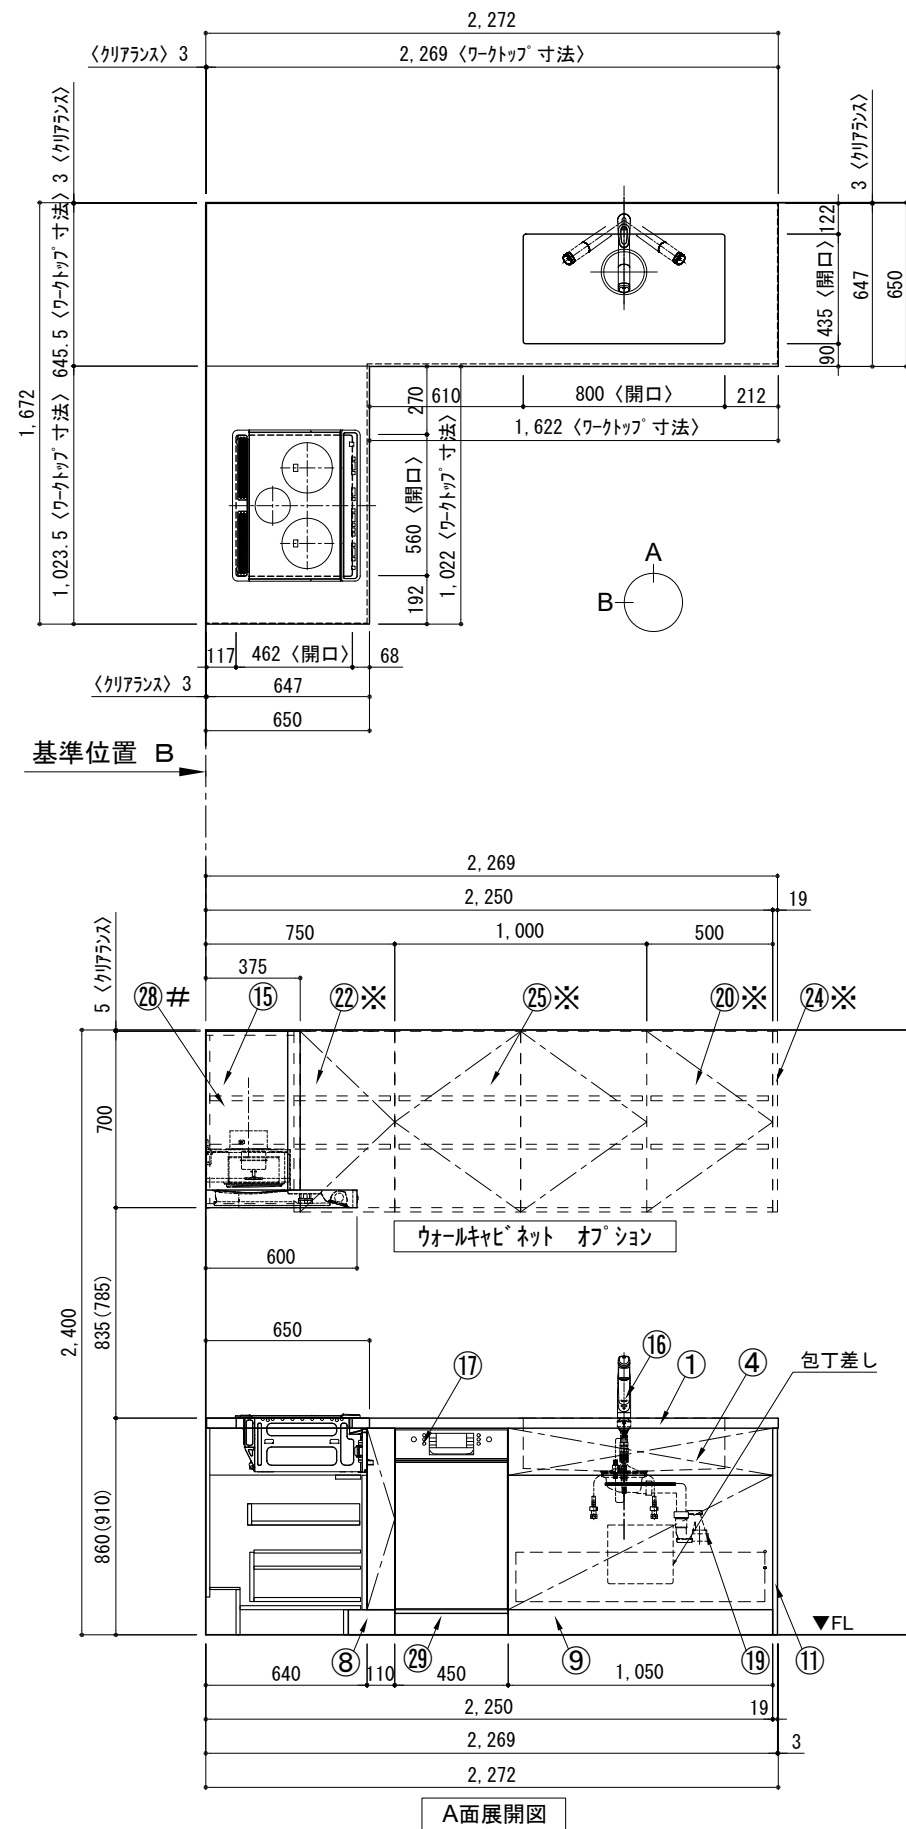 2,272
〈クリアランス〉 3
2,269 〈ワークトップ寸法〉
3 〈クリアランス〉
3 〈クリアランス〉
645.5 〈ワークトップ寸法〉
1,023.5 〈ワークトップ寸法〉
1,672
122
435 〈開口〉
90
647
650
270
610
800 〈開口〉
212
1,622 〈ワークトップ寸法〉
560 〈開口〉
1,022 〈ワークトップ寸法〉
192
A
B
117
462 〈開口〉
68
〈クリアランス〉 3
647
650
基準位置 B
2,269
2,250
19
750
1,000
500
375
5 〈クリアランス〉
㉘#
⑮
㉒※
㉕※
⑳※
㉔※
700
ウォールキャビネット オプション
600
2,400
835(785)
650
⑰
⑯
①
④
包丁差し
860(910)
▼FL
⑧
㉙
⑨
⑲
⑪
640
110
450
1,050
2,250
19
2,269
3
2,272
A面展開図